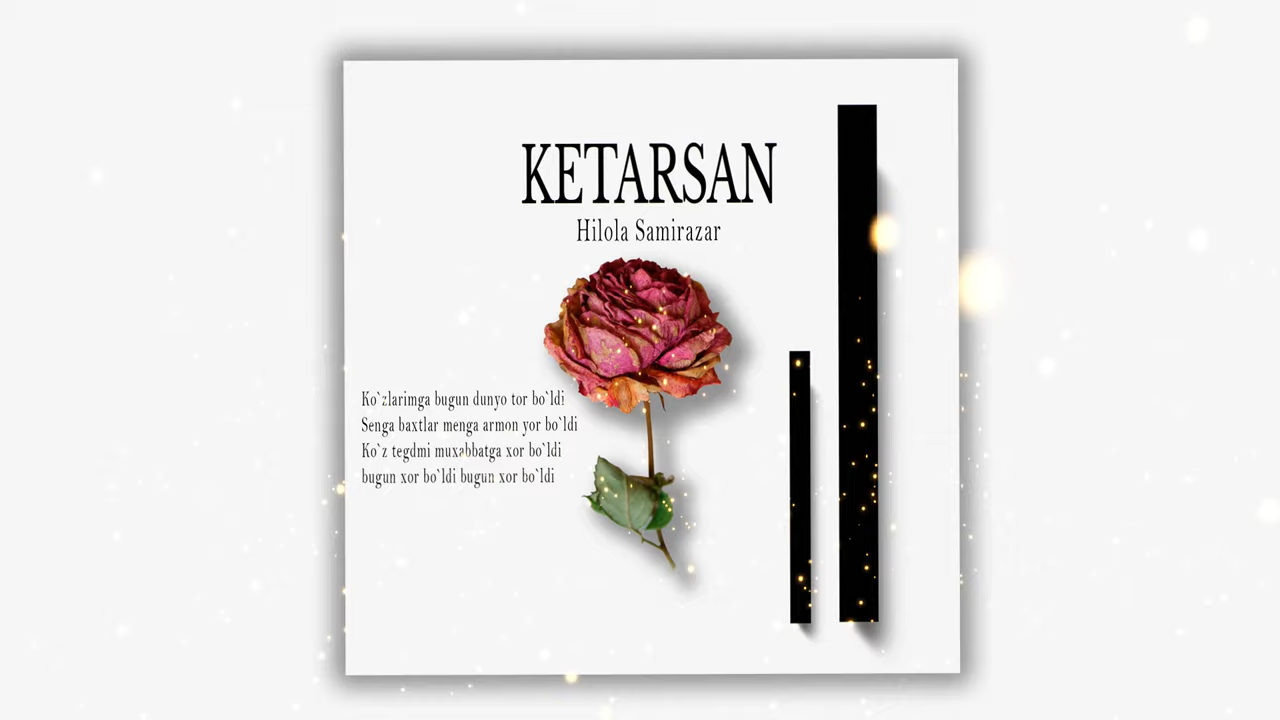 KETARSAN
Hilola Samirazar
Ko`zlarimga bugun dunyo tor bo`ldi
Senga baxtlar menga armon yor bo`ldi
Ko`z tegdmi muxabbatga xor bo`ldi
bugun xor bo`ldi bugun xor bo`ldi